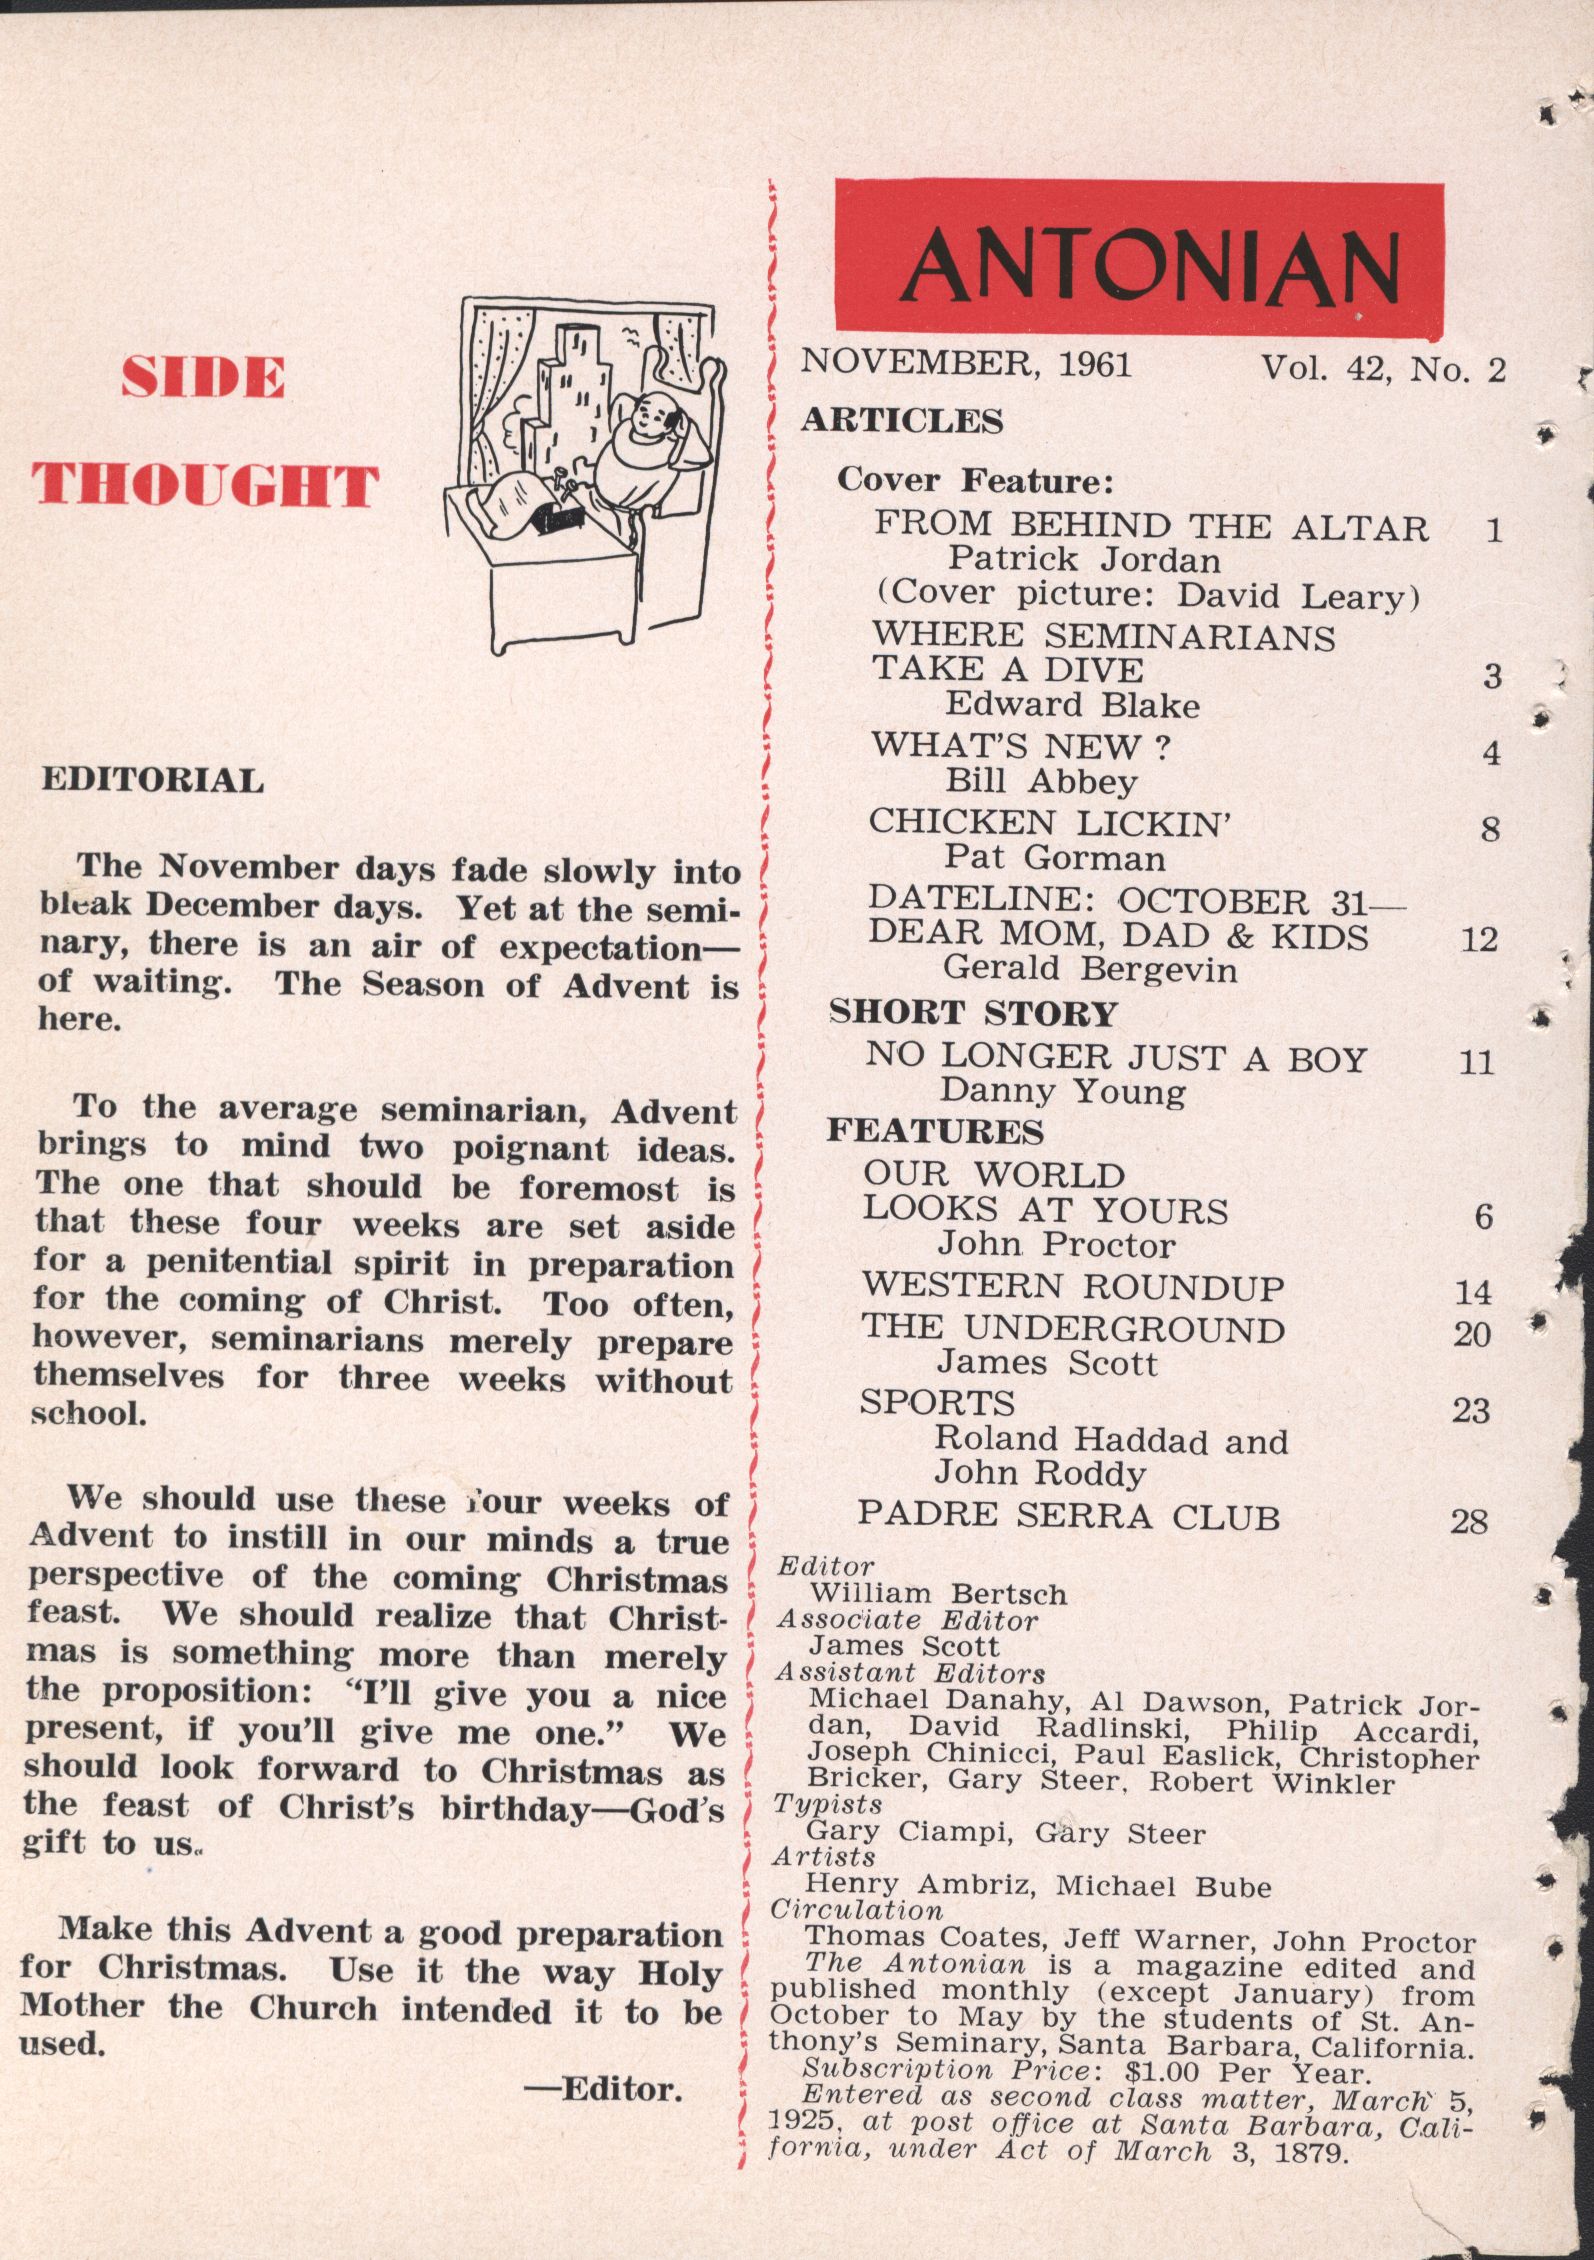 SIDE
THOUGHT
EDITORIAL
The November days fade slowly into
bleak December days. Yet at the semi-
nary, there is an air of expectation—
of waiting. The Season of Advent is
here.
To the average seminarian, Advent
brings to mind two poignant ideas.
The one that should be foremost is
that these four weeks are set aside
for a penitential spirit in preparation
for the coming of Christ. Too often,
however, seminarians merely prepare
themselves for three weeks without
school.
We should use these four weeks of
Advent to instill in our minds a true
perspective of the coming Christmas
feast. We should realize that Christ-
mas is something more than merely
the proposition: “I’ll give you a nice
present, if you’ll give me one.” We
should look forward to Christmas as
the feast of Christ’s birthday—God’s
gift to us.
Make this Advent a good preparation
for Christmas. Use it the way Holy
Mother the Church intended it to be
used.
—Editor.
ANTONIAN
NOVEMBER, 1961 Vol. 42, No. 2
ARTICLES
Cover Feature:
FROM BEHIND THE ALTAR 1
Patrick Jordan
(Cover picture: David Leary)
WHERE SEMINARIANS
TAKE A DIVE 3
Edward Blake
WHAT’S NEW ? 4
Bill Abbey
CHICKEN LICKIN’ 8
Pat Gorman
DATELINE: OCTOBER 31—
DEAR MOM, DAD & KIDS 12
Gerald Bergevin
SHORT STORY
NO LONGER JUST A BOY 11
Danny Young
FEATURES
OUR WORLD
LOOKS AT YOURS 6
John Proctor
WESTERN ROUNDUP 14
THE UNDERGROUND 20
James Scott
SPORTS 23
Roland Haddad and
John Roddy
PADRE SERRA CLUB 28
Editor
William Bertsch
Associate Editor
James Scott
Assistant Editors
Michael Danahy, Al Dawson, Patrick Jor-
dan, David Radlinski, Philip Accardi,
Joseph Chinicci, Paul Easlick, Christopher
Bricker, Gary Steer, Robert Winkler
Typists
Gary Ciampi, Gary Steer
Artists
Henry Ambriz, Michael Bube
Circulation
Thomas Coates, Jeff Warner, John Proctor
The Antonian is a magazine edited and
published monthly (except January) from
October to May by the students of St. An-
thony’s Seminary, Santa Barbara, California.
Subscription Price: $1.00 Per Year.
Entered as second class matter, March 5,
1925, at post office at Santa Barbara, Cali-
fornia, under Act of March 3, 1879.